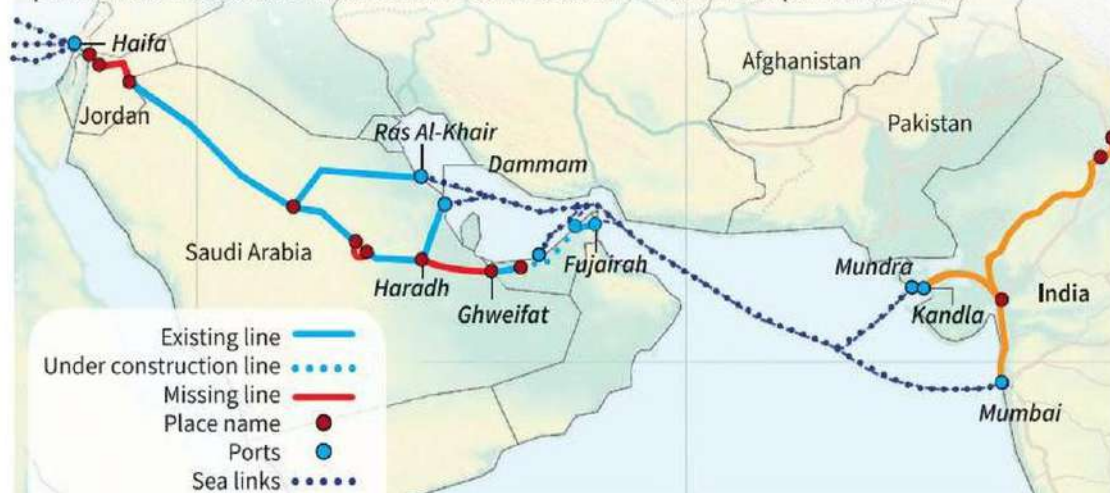 Haifa
Afghanistan
Jordan
Pakistan
Ras Al-Khair
Dammam
Saudi Arabia
Haradh
Fujairah
Ghweifat
Mundra
Kandla
India
Mumbai
Existing line
Under construction line
Missing line
Place name
Ports
Sea links